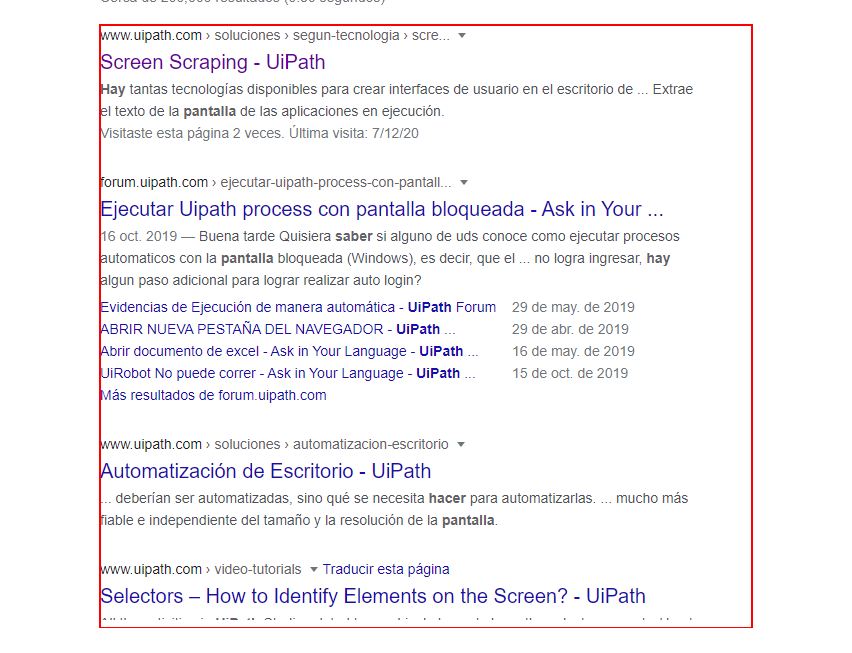 www.uipath.com › soluciones › segun-tecnologia › scre...
Screen Scraping - UiPath
Hay tantas tecnologías disponibles para crear interfaces de usuario en el escritorio de ... Extrae
el texto de la pantalla de las aplicaciones en ejecución.
Visitaste esta página 2 veces. Última visita: 7/12/20
forum.uipath.com › ejecutar-uipath-process-con-pantall...
Ejecutar Uipath process con pantalla bloqueada - Ask in Your ...
16 oct. 2019 — Buena tarde Quisiera saber si alguno de uds conoce como ejecutar procesos
automaticos con la pantalla bloqueada (Windows), es decir, que el ... no logra ingresar, hay
algun paso adicional para lograr realizar auto login?
Evidencias de Ejecución de manera automática - UiPath Forum 29 de may. de 2019
ABRIR NUEVA PESTAÑA DEL NAVEGADOR - UiPath ... 29 de abr. de 2019
Abrir documento de excel - Ask in Your Language - UiPath ... 16 de may. de 2019
UiRobot No puede correr - Ask in Your Language - UiPath ... 15 de oct. de 2019
Más resultados de forum.uipath.com
www.uipath.com › soluciones › automatizacion-escritorio
Automatización de Escritorio - UiPath
... deberían ser automatizadas, sino qué se necesita hacer para automatizarlas. ... mucho más
fiable e independiente del tamaño y la resolución de la pantalla.
www.uipath.com › video-tutorials Traducir esta página
Selectors – How to Identify Elements on the Screen? - UiPath